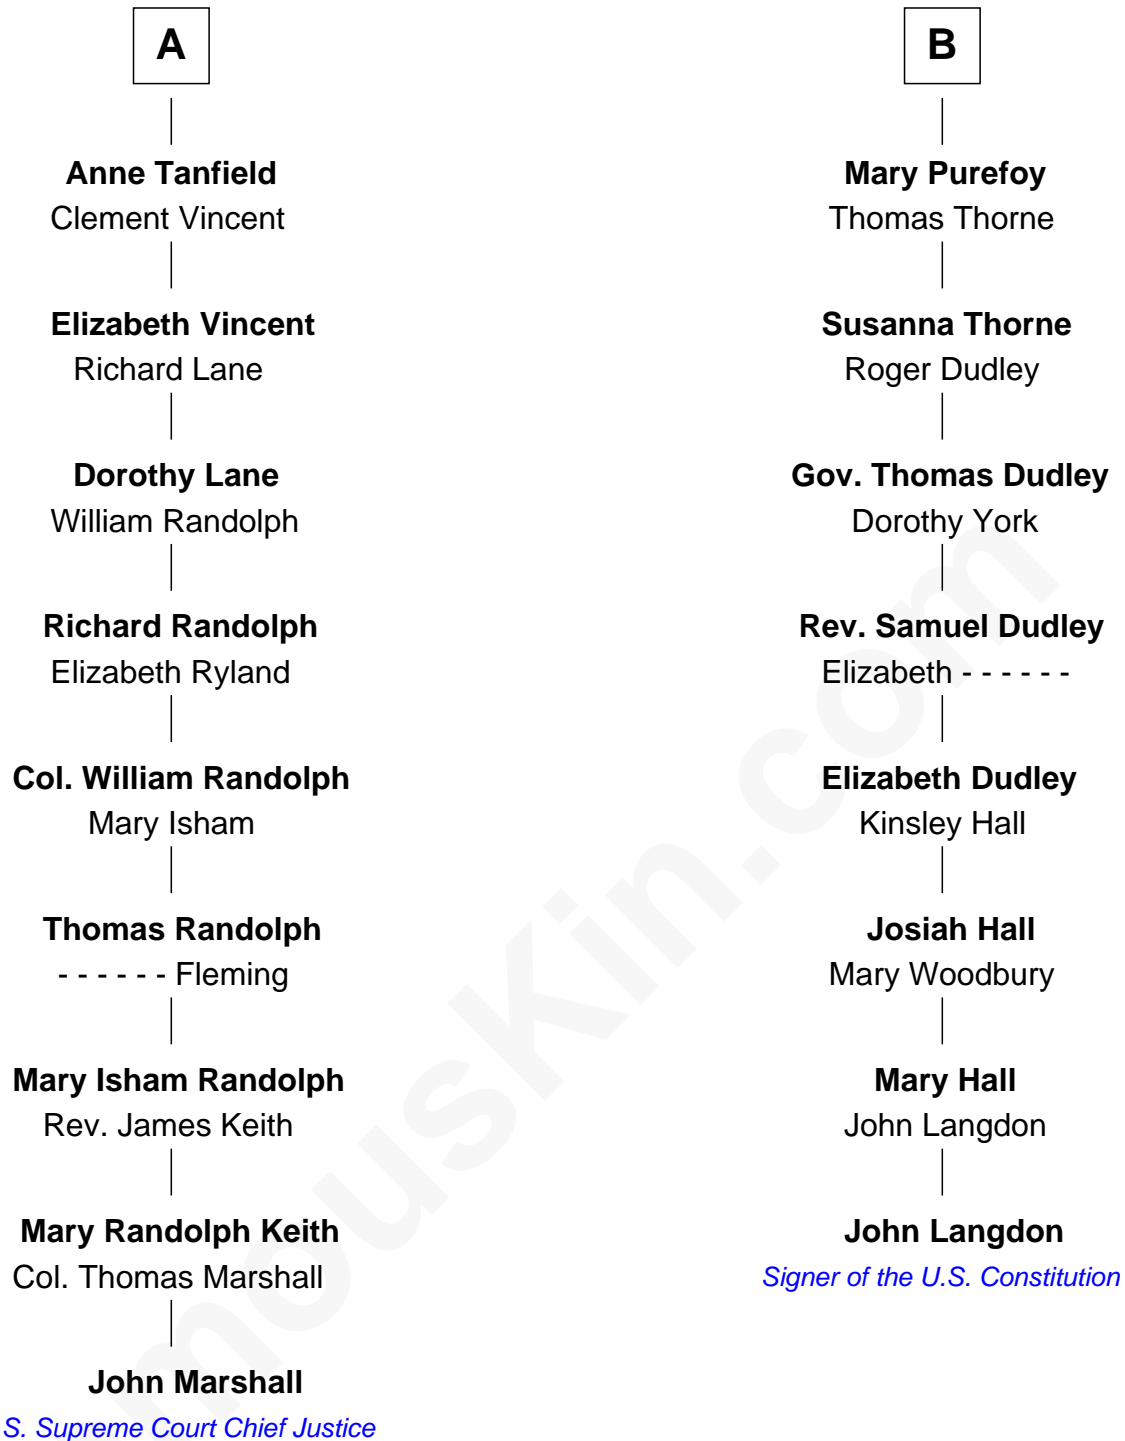 A
Anne Tanfield
Clement Vincent
Elizabeth Vincent
Richard Lane
Dorothy Lane
William Randolph
Richard Randolph
Elizabeth Ryland
Col. William Randolph
Mary Isham
Thomas Randolph
- - - - - - Fleming
Mary Isham Randolph
Rev. James Keith
Mary Randolph Keith
Col. Thomas Marshall
John Marshall
S. Supreme Court Chief Justice
B
Mary Purefoy
Thomas Thorne
Susanna Thorne
Roger Dudley
Gov. Thomas Dudley
Dorothy York
Rev. Samuel Dudley
Elizabeth - - - - - -
Elizabeth Dudley
Kinsley Hall
Josiah Hall
Mary Woodbury
Mary Hall
John Langdon
John Langdon
Signer of the U.S. Constitution
mouskin.com